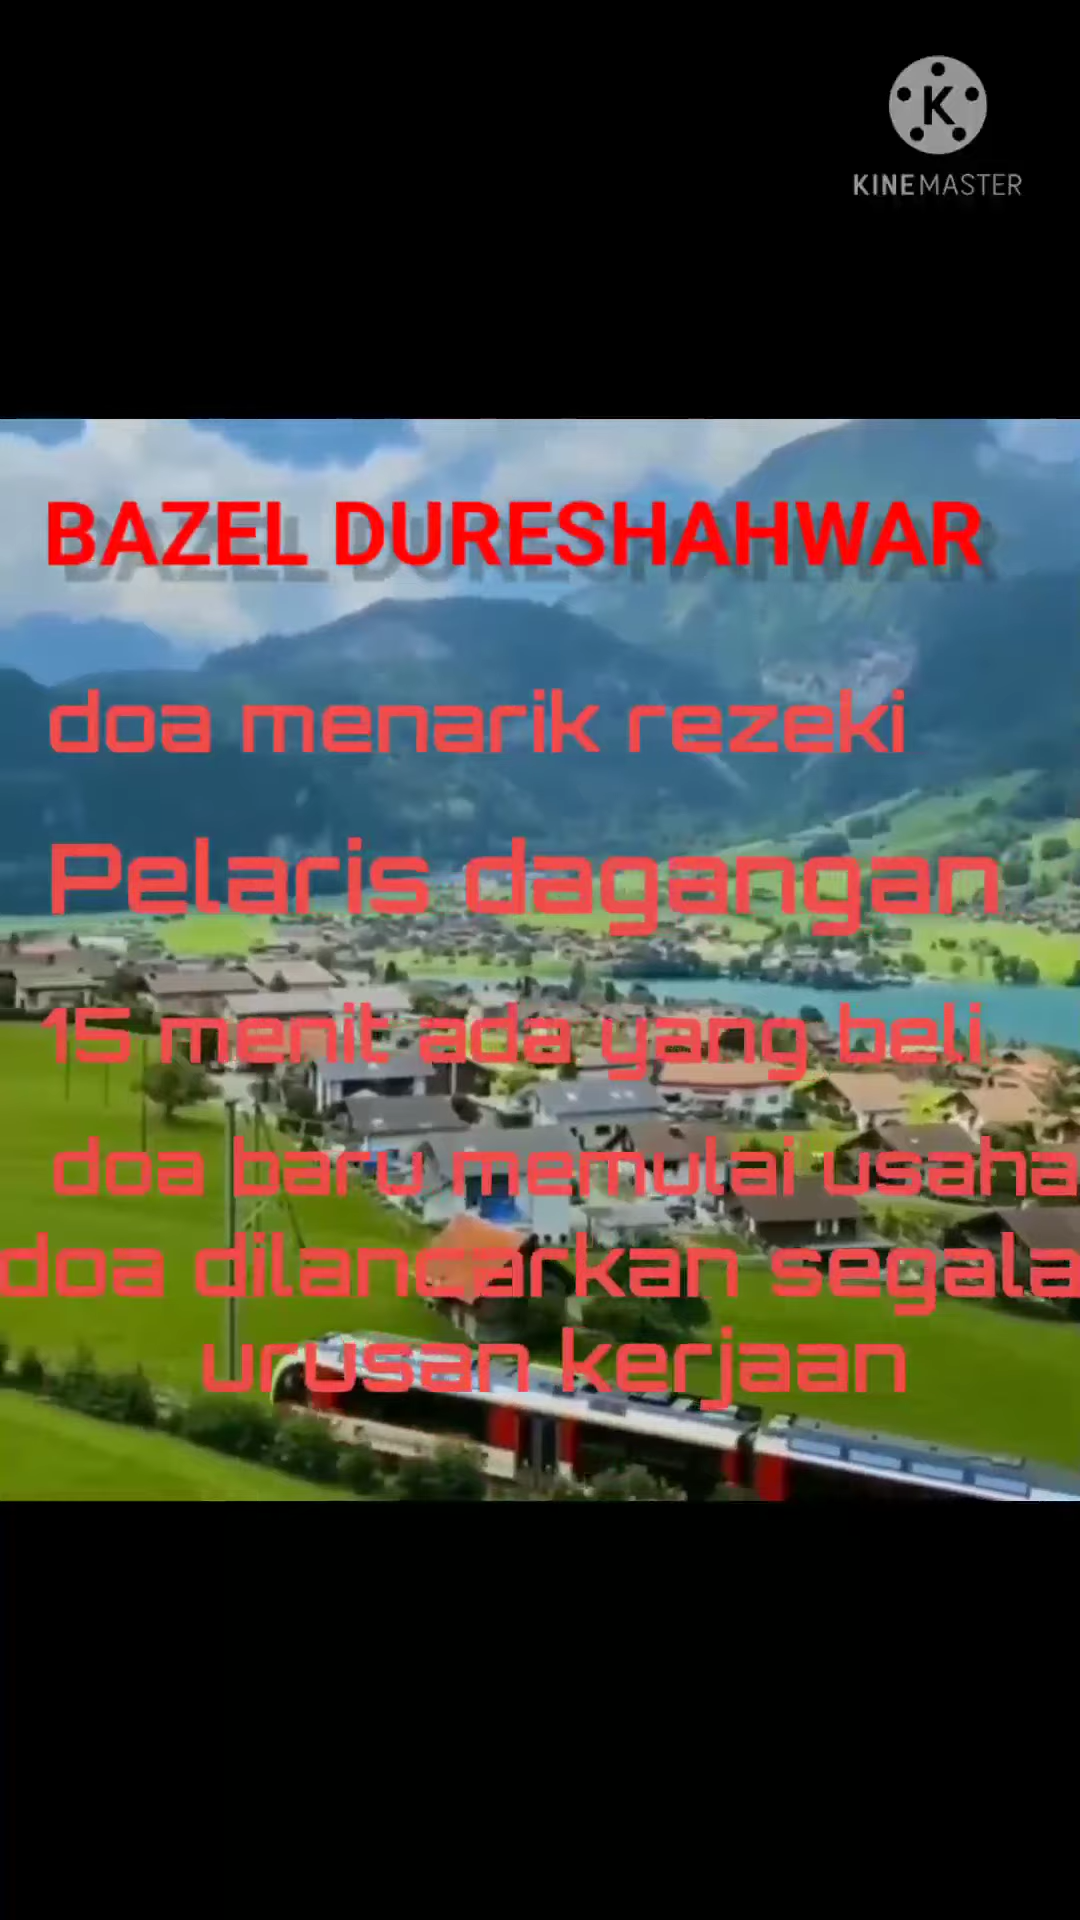 KINEMASTER
BAZEL DURESHAHWAR
doa menarik rezeki
Pelaris dagangan
15 menit ada yang beli
doa baru memulai usaha
doa dilancarkan segala
urusan kerjaan